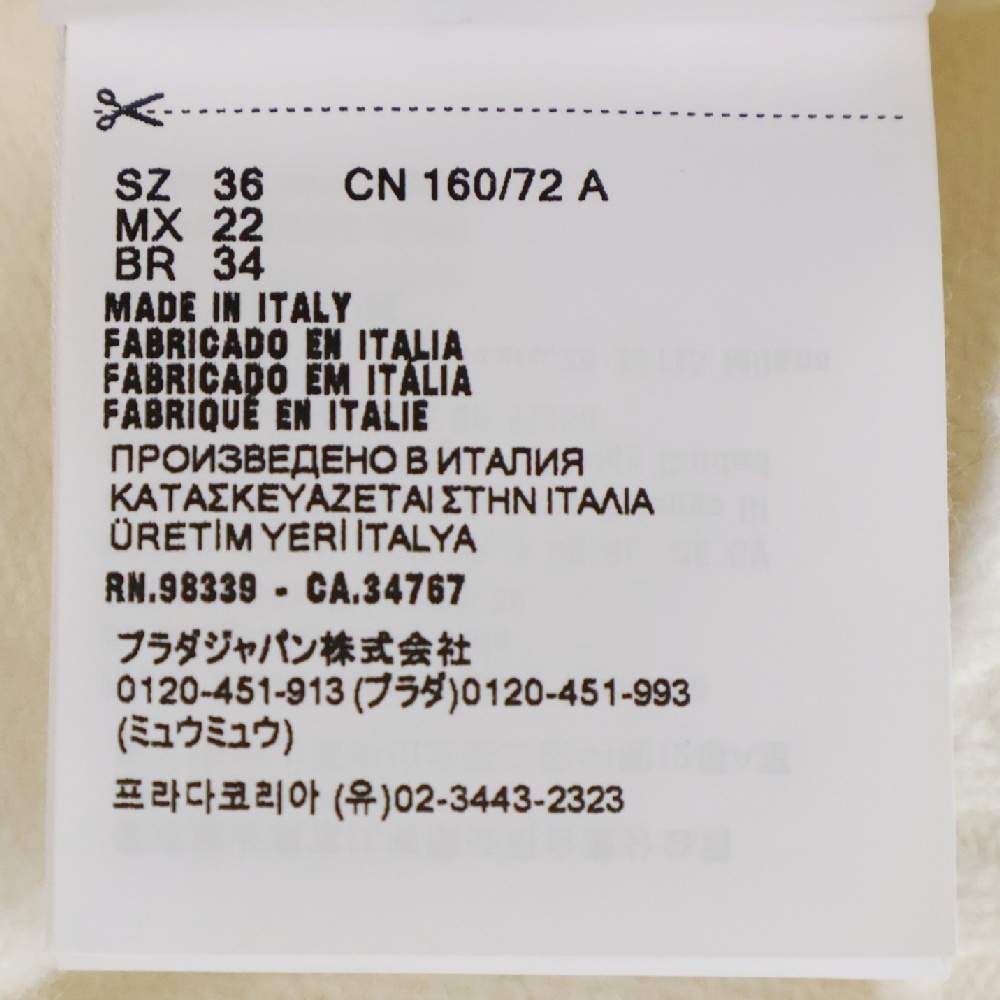 SZ 36 CN 160/72 A
MX 22
BR 34
MADE IN ITALY
FABRICADO EN ITALIA
FABRICADO EM ITÁLIA
FABRIQUÉ EN ITALIE
ПРОИЗВЕДЕНО В ИТАЛИЯ
ΚΑΤΑΣΚΕΥΑΖΕΤΑΙ ΣΤΗΝ ΙΤΑΛΙΑ
ÜRETİM YERİ İTALYA
RN.98339 - CA.34767
プラダジャパン株式会社
0120-451-913 (プラダ)0120-451-993
(ミュウミュウ)
프라다코리아 (유)02-3443-2323